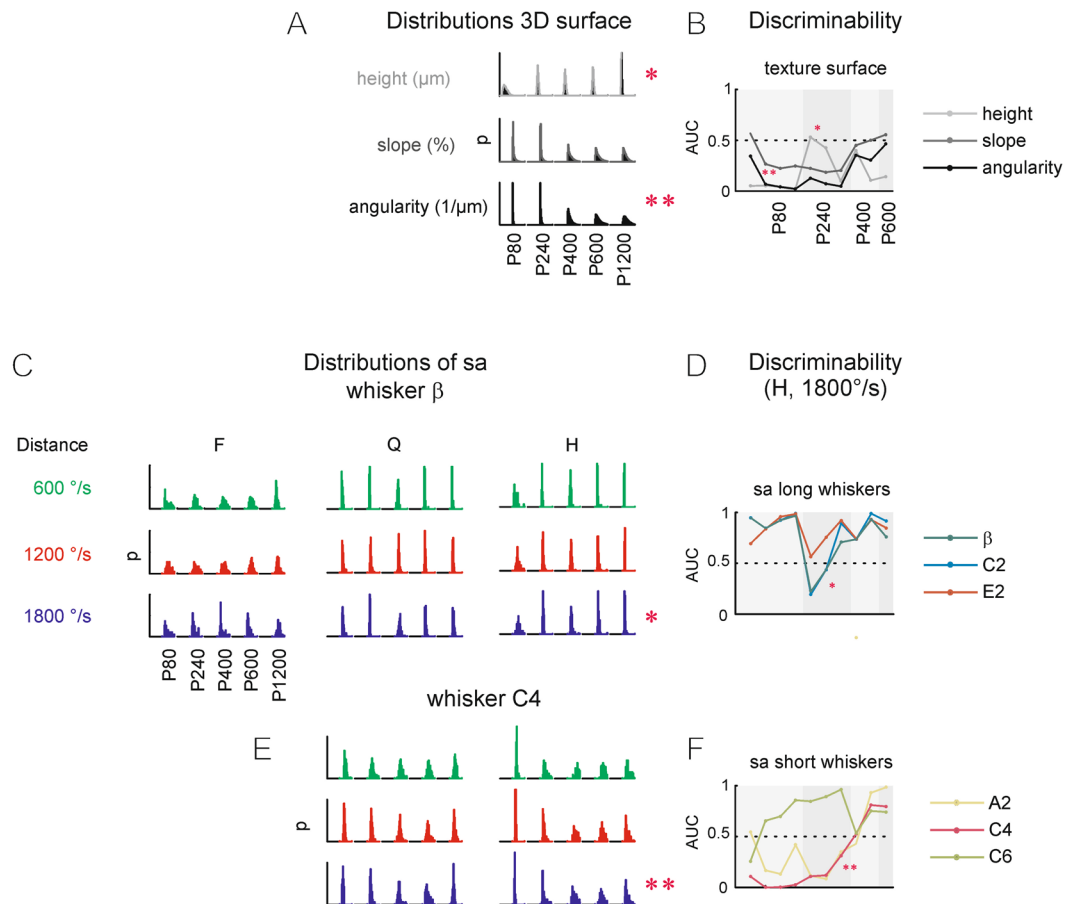 A Distributions 3D surface
B Discriminability
height (µm) *
slope (%)
angularity (1/µm) **
p
P80 P240 P400 P600 P1200
texture surface
AUC
1
0.5
0
*
**
P80 P240 P400 P600
height
slope
angularity
C Distributions of sa
whisker β
Distance F Q H
600 °/s
1200 °/s
1800 °/s *
p
P80 P240 P400 P600 P1200
D Discriminability
(H, 1800°/s)
sa long whiskers
AUC
1
0.5
0
*
β
C2
E2
whisker C4
E
p
**
F
sa short whiskers
AUC
1
0.5
0
**
A2
C4
C6